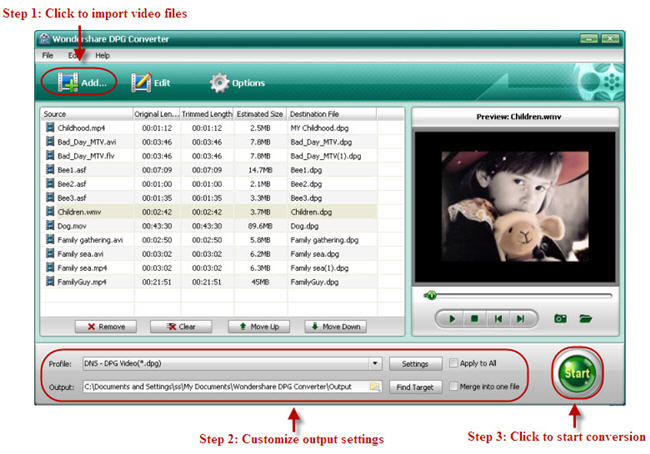 Step 1: Click to import video files
Wondershare DPG Converter
File Edit Help
Add... Edit Options
Source Original Len... Trimmed Length Estimated Size Destination File
Childhood.mp4 00:01:12 00:01:12 2.5MB MY Childhood.dpg
Bad_Day_MTV.avi 00:03:46 00:03:46 7.8MB Bad_Day_MTV.dpg
Bad_Day_MTV.flv 00:03:46 00:03:46 7.8MB Bad_Day_MTV(1).dpg
Bee1.asf 00:07:09 00:07:09 14.7MB Bee1.dpg
Bee2.asf 00:01:00 00:01:00 2.1MB Bee2.dpg
Bee3.asf 00:01:35 00:01:35 3.3MB Bee3.dpg
Children.wmv 00:02:42 00:02:42 3.7MB Children.dpg
Dog.mov 00:43:30 00:43:30 89.6MB Dog.dpg
Family gathering.avi 00:02:50 00:02:50 5.8MB Family gathering.dpg
Family sea.avi 00:03:02 00:03:02 6.2MB Family sea.dpg
Family sea.mp4 00:03:02 00:03:02 6.3MB Family sea(1).dpg
FamilyGuy.mp4 00:21:51 00:21:51 45MB FamilyGuy.dpg
Preview: Children.wmv
Remove Clear Move Up Move Down
Profile: DNS - DPG Video(*.dpg) Settings Apply to All
Output: C:\Documents and Settings\ss\My Documents\Wondershare DPG Converter\Output Find Target Merge into one file
Start
Step 2: Customize output settings
Step 3: Click to start conversion